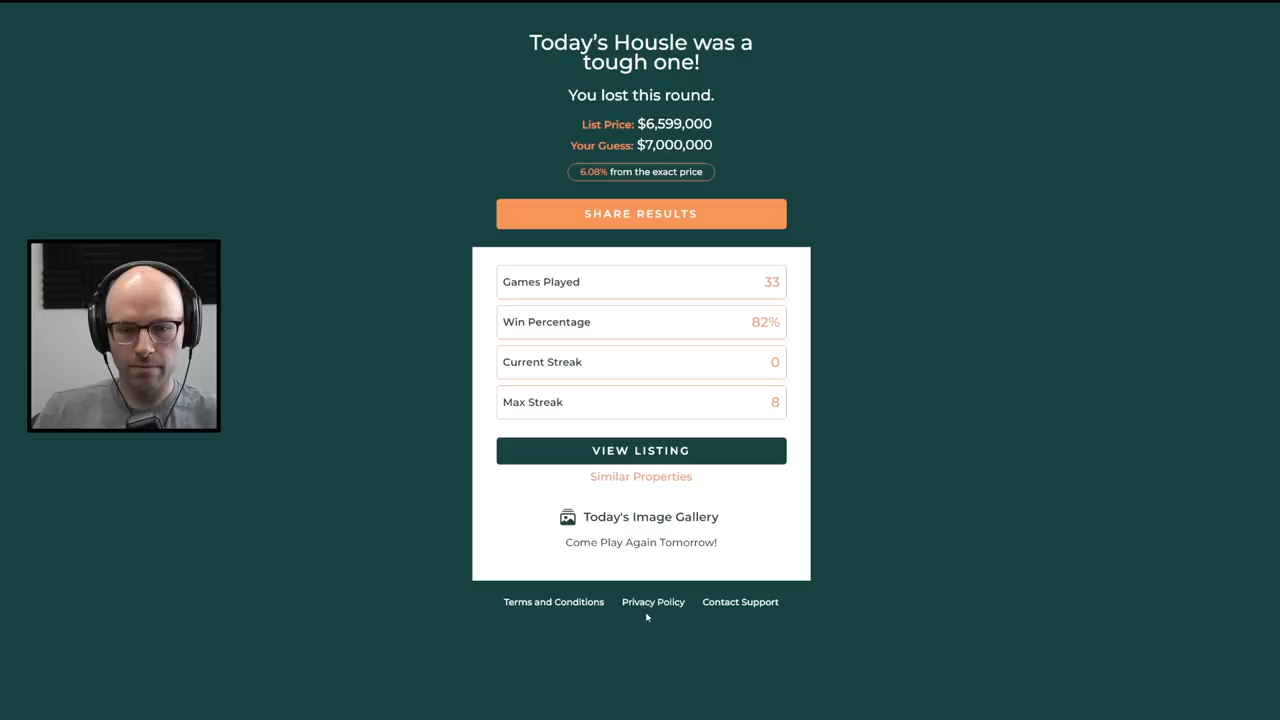 Today's Housle was a
tough one!
You lost this round.
List Price: $6,599,000
Your Guess: $7,000,000
6.08% from the exact price
SHARE RESULTS
Games Played 33
Win Percentage 82%
Current Streak 0
Max Streak 8
VIEW LISTING
Similar Properties
Today's Image Gallery
Come Play Again Tomorrow!
Terms and Conditions Privacy Policy Contact Support